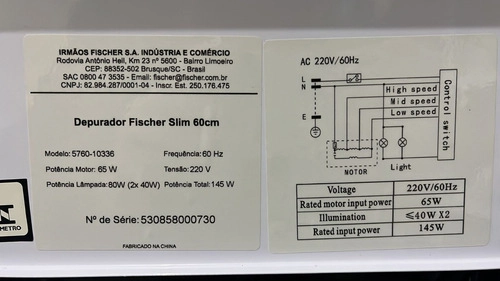 IRMÃOS FISCHER S.A. INDÚSTRIA E COMÉRCIO
Rodovia Antônio Heil, Km 23 nº 5600 - Bairro Limoeiro
CEP: 88352-502 Brusque/SC - Brasil
SAC 0800 47 3535 - Email: fischer@fischer.com.br
CNPJ: 82.984.287/0001-04 - Inscr. Est. 250.176.475
Depurador Fischer Slim 60cm
Modelo: 5760-10336 Frequência: 60 Hz
Potência Motor: 65 W Tensão: 220 V
Potência Lâmpada: 80W (2x 40W) Potência Total: 145 W
Nº de Série: 530858000730
FABRICADO NA CHINA
METRO
AC 220V/60Hz
L
N
High speed
Mid speed
Low speed
E
Control switch
MOTOR
Light
Voltage 220V/60Hz
Rated motor input power 65W
Illumination ≤40W X2
Rated input power 145W